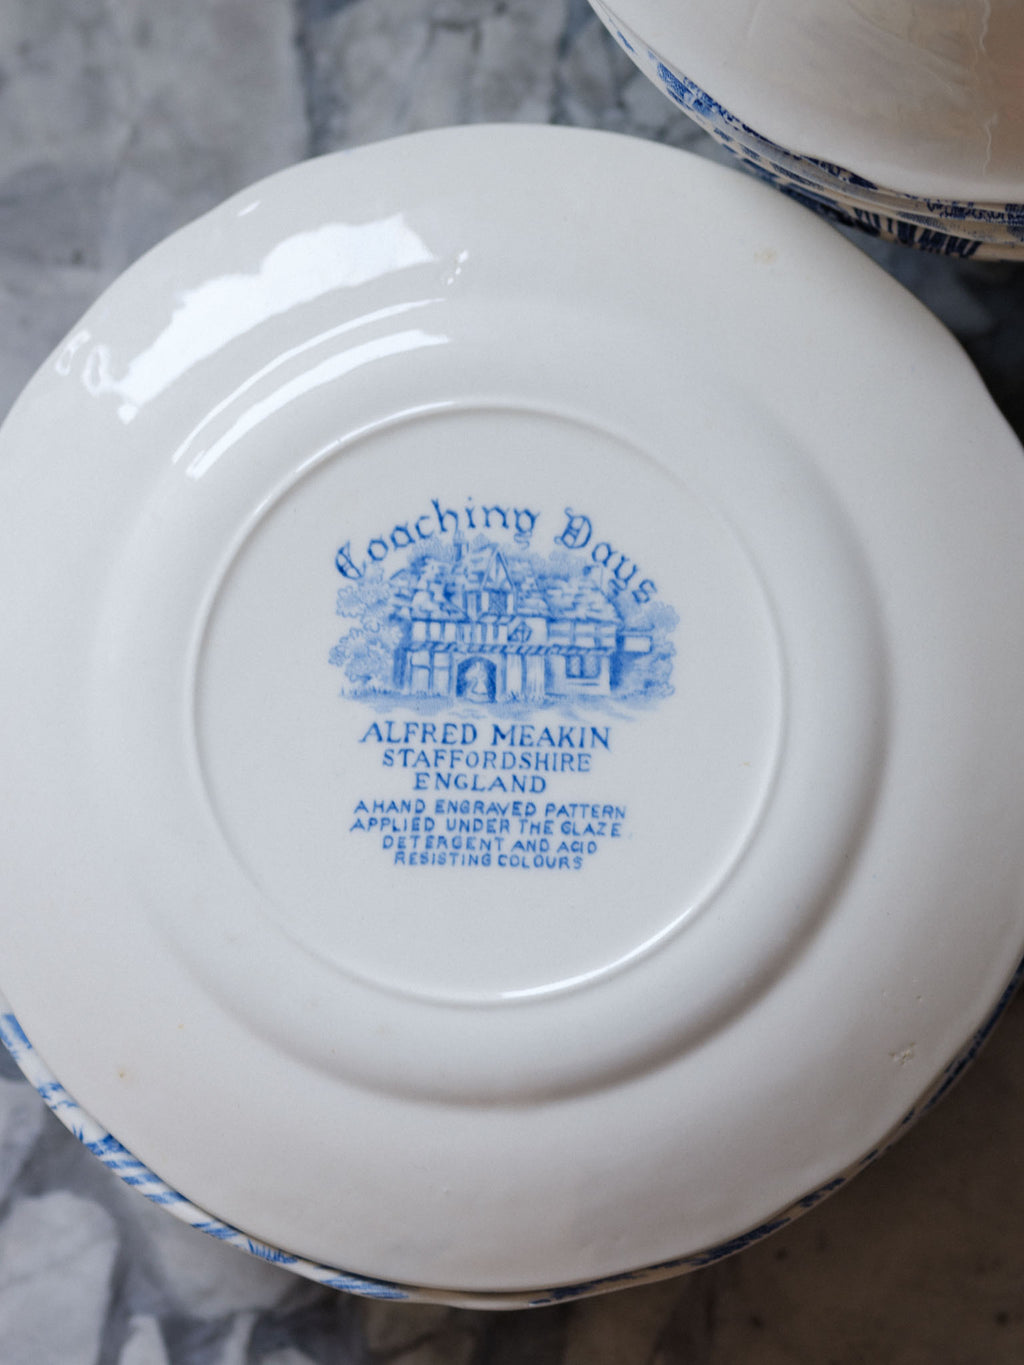 Coaching Days
ALFRED MEAKIN
STAFFORDSHIRE
ENGLAND
A HAND ENGRAVED PATTERN
APPLIED UNDER THE GLAZE
DETERGENT AND ACID
RESISTING COLOURS